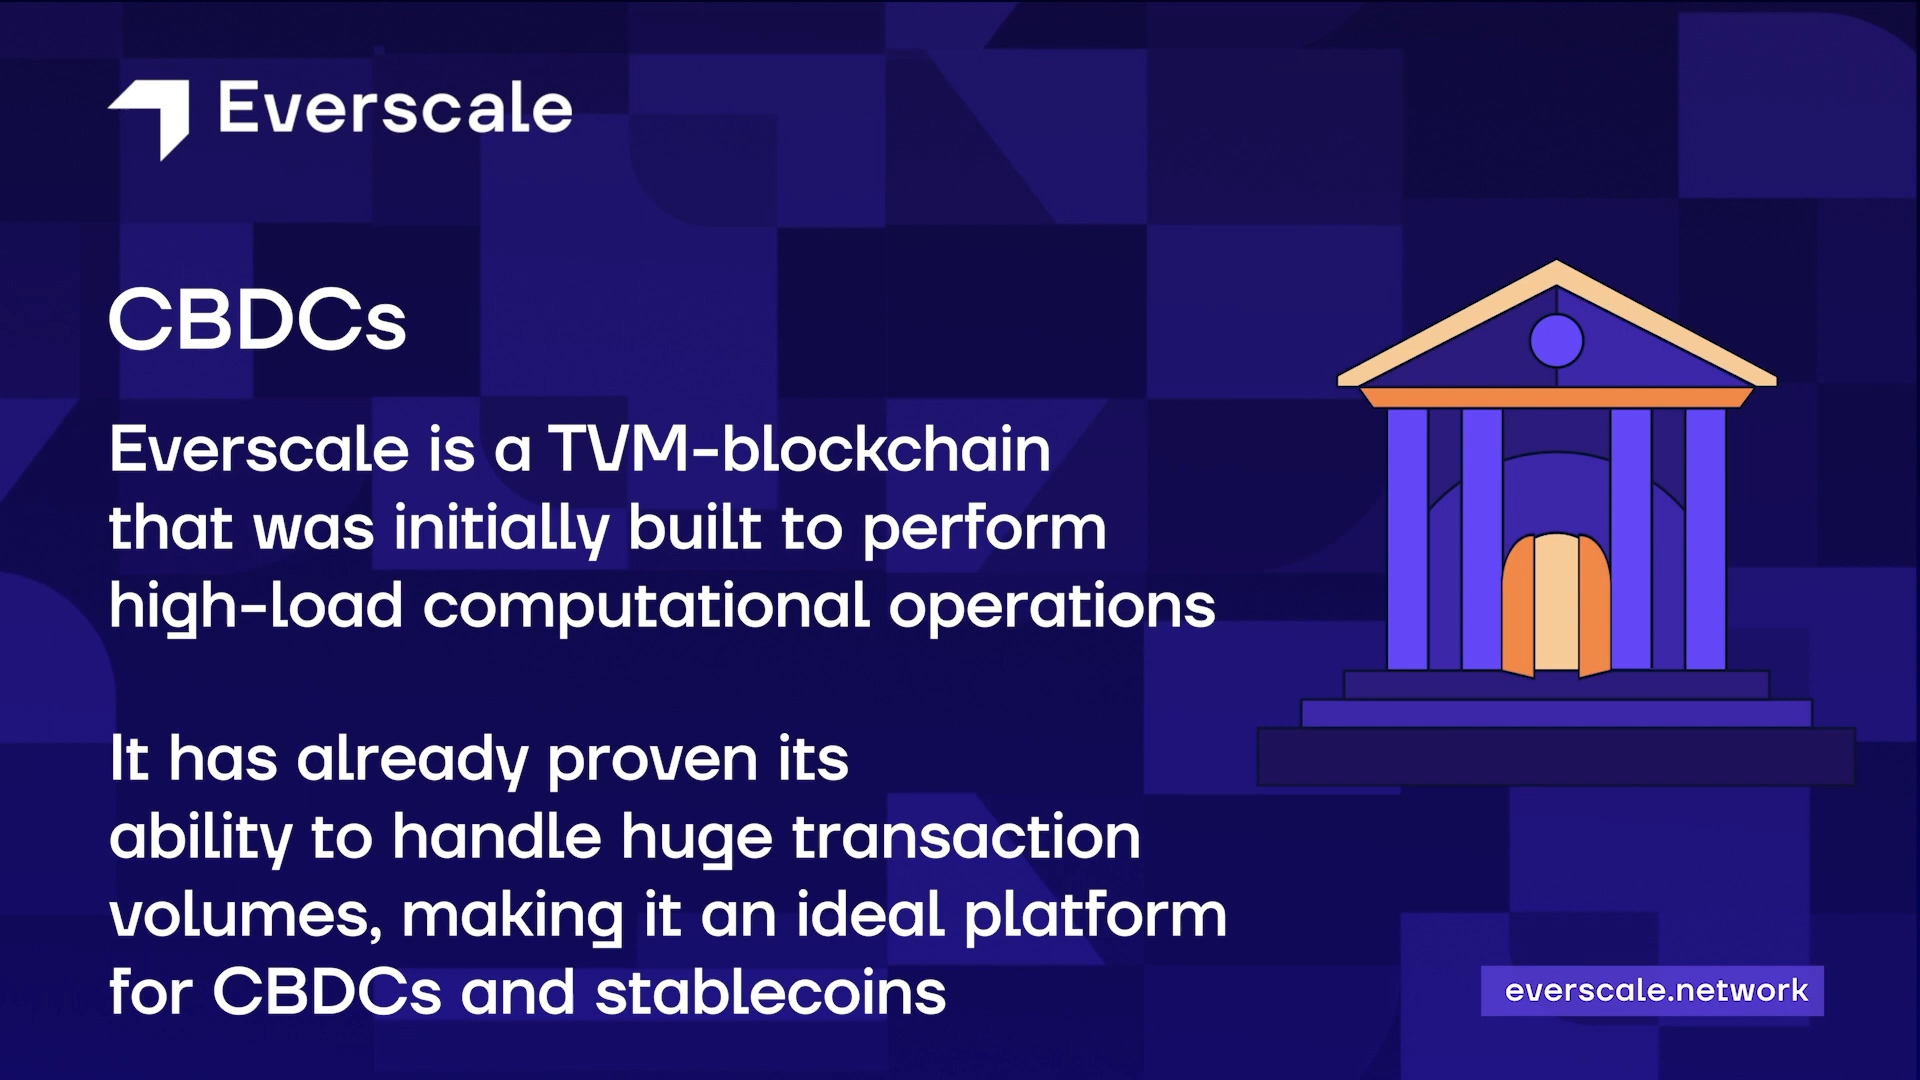 Everscale
CBDCs
Everscale is a TVM-blockchain
that was initially built to perform
high-load computational operations
It has already proven its
ability to handle huge transaction
volumes, making it an ideal platform
for CBDCs and stablecoins
everscale.network